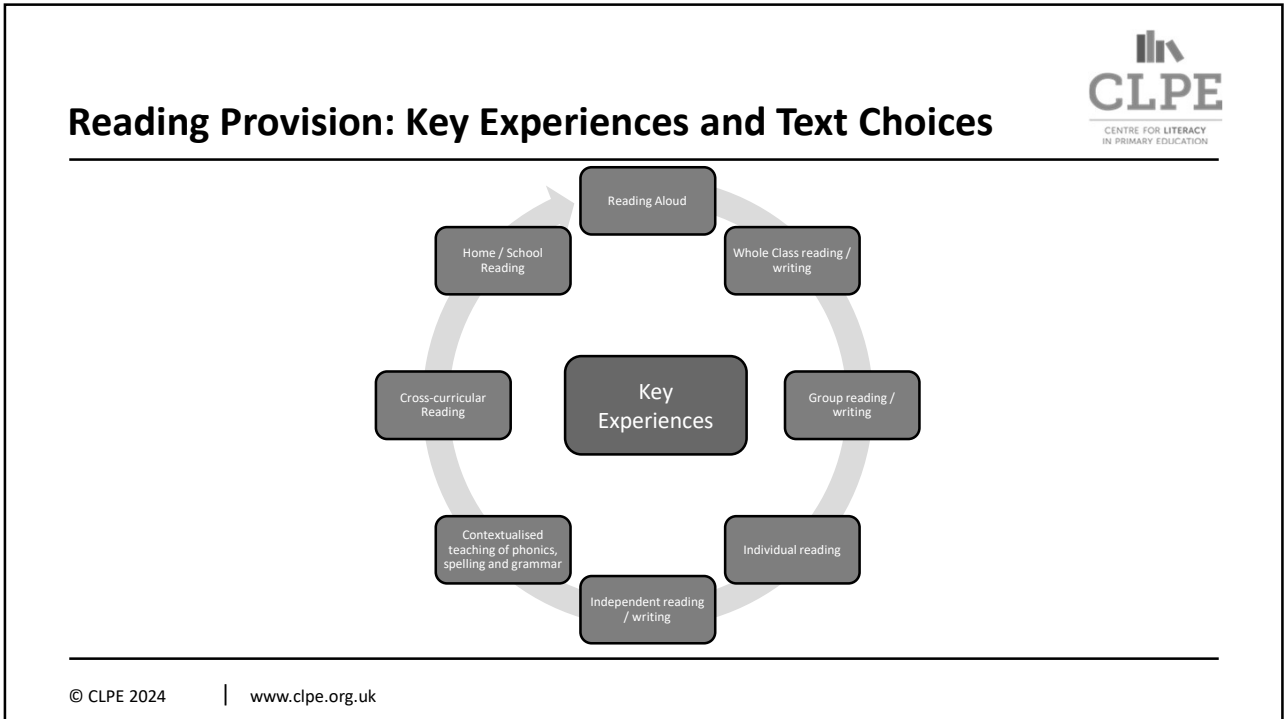 CLPE
CENTRE FOR LITERACY
IN PRIMARY EDUCATION
Reading Provision: Key Experiences and Text Choices
Reading Aloud
Whole Class reading /
writing
Group reading /
writing
Individual reading
Independent reading
/ writing
Contextualised
teaching of phonics,
spelling and grammar
Cross-curricular
Reading
Home / School
Reading
Key
Experiences
© CLPE 2024 | www.clpe.org.uk